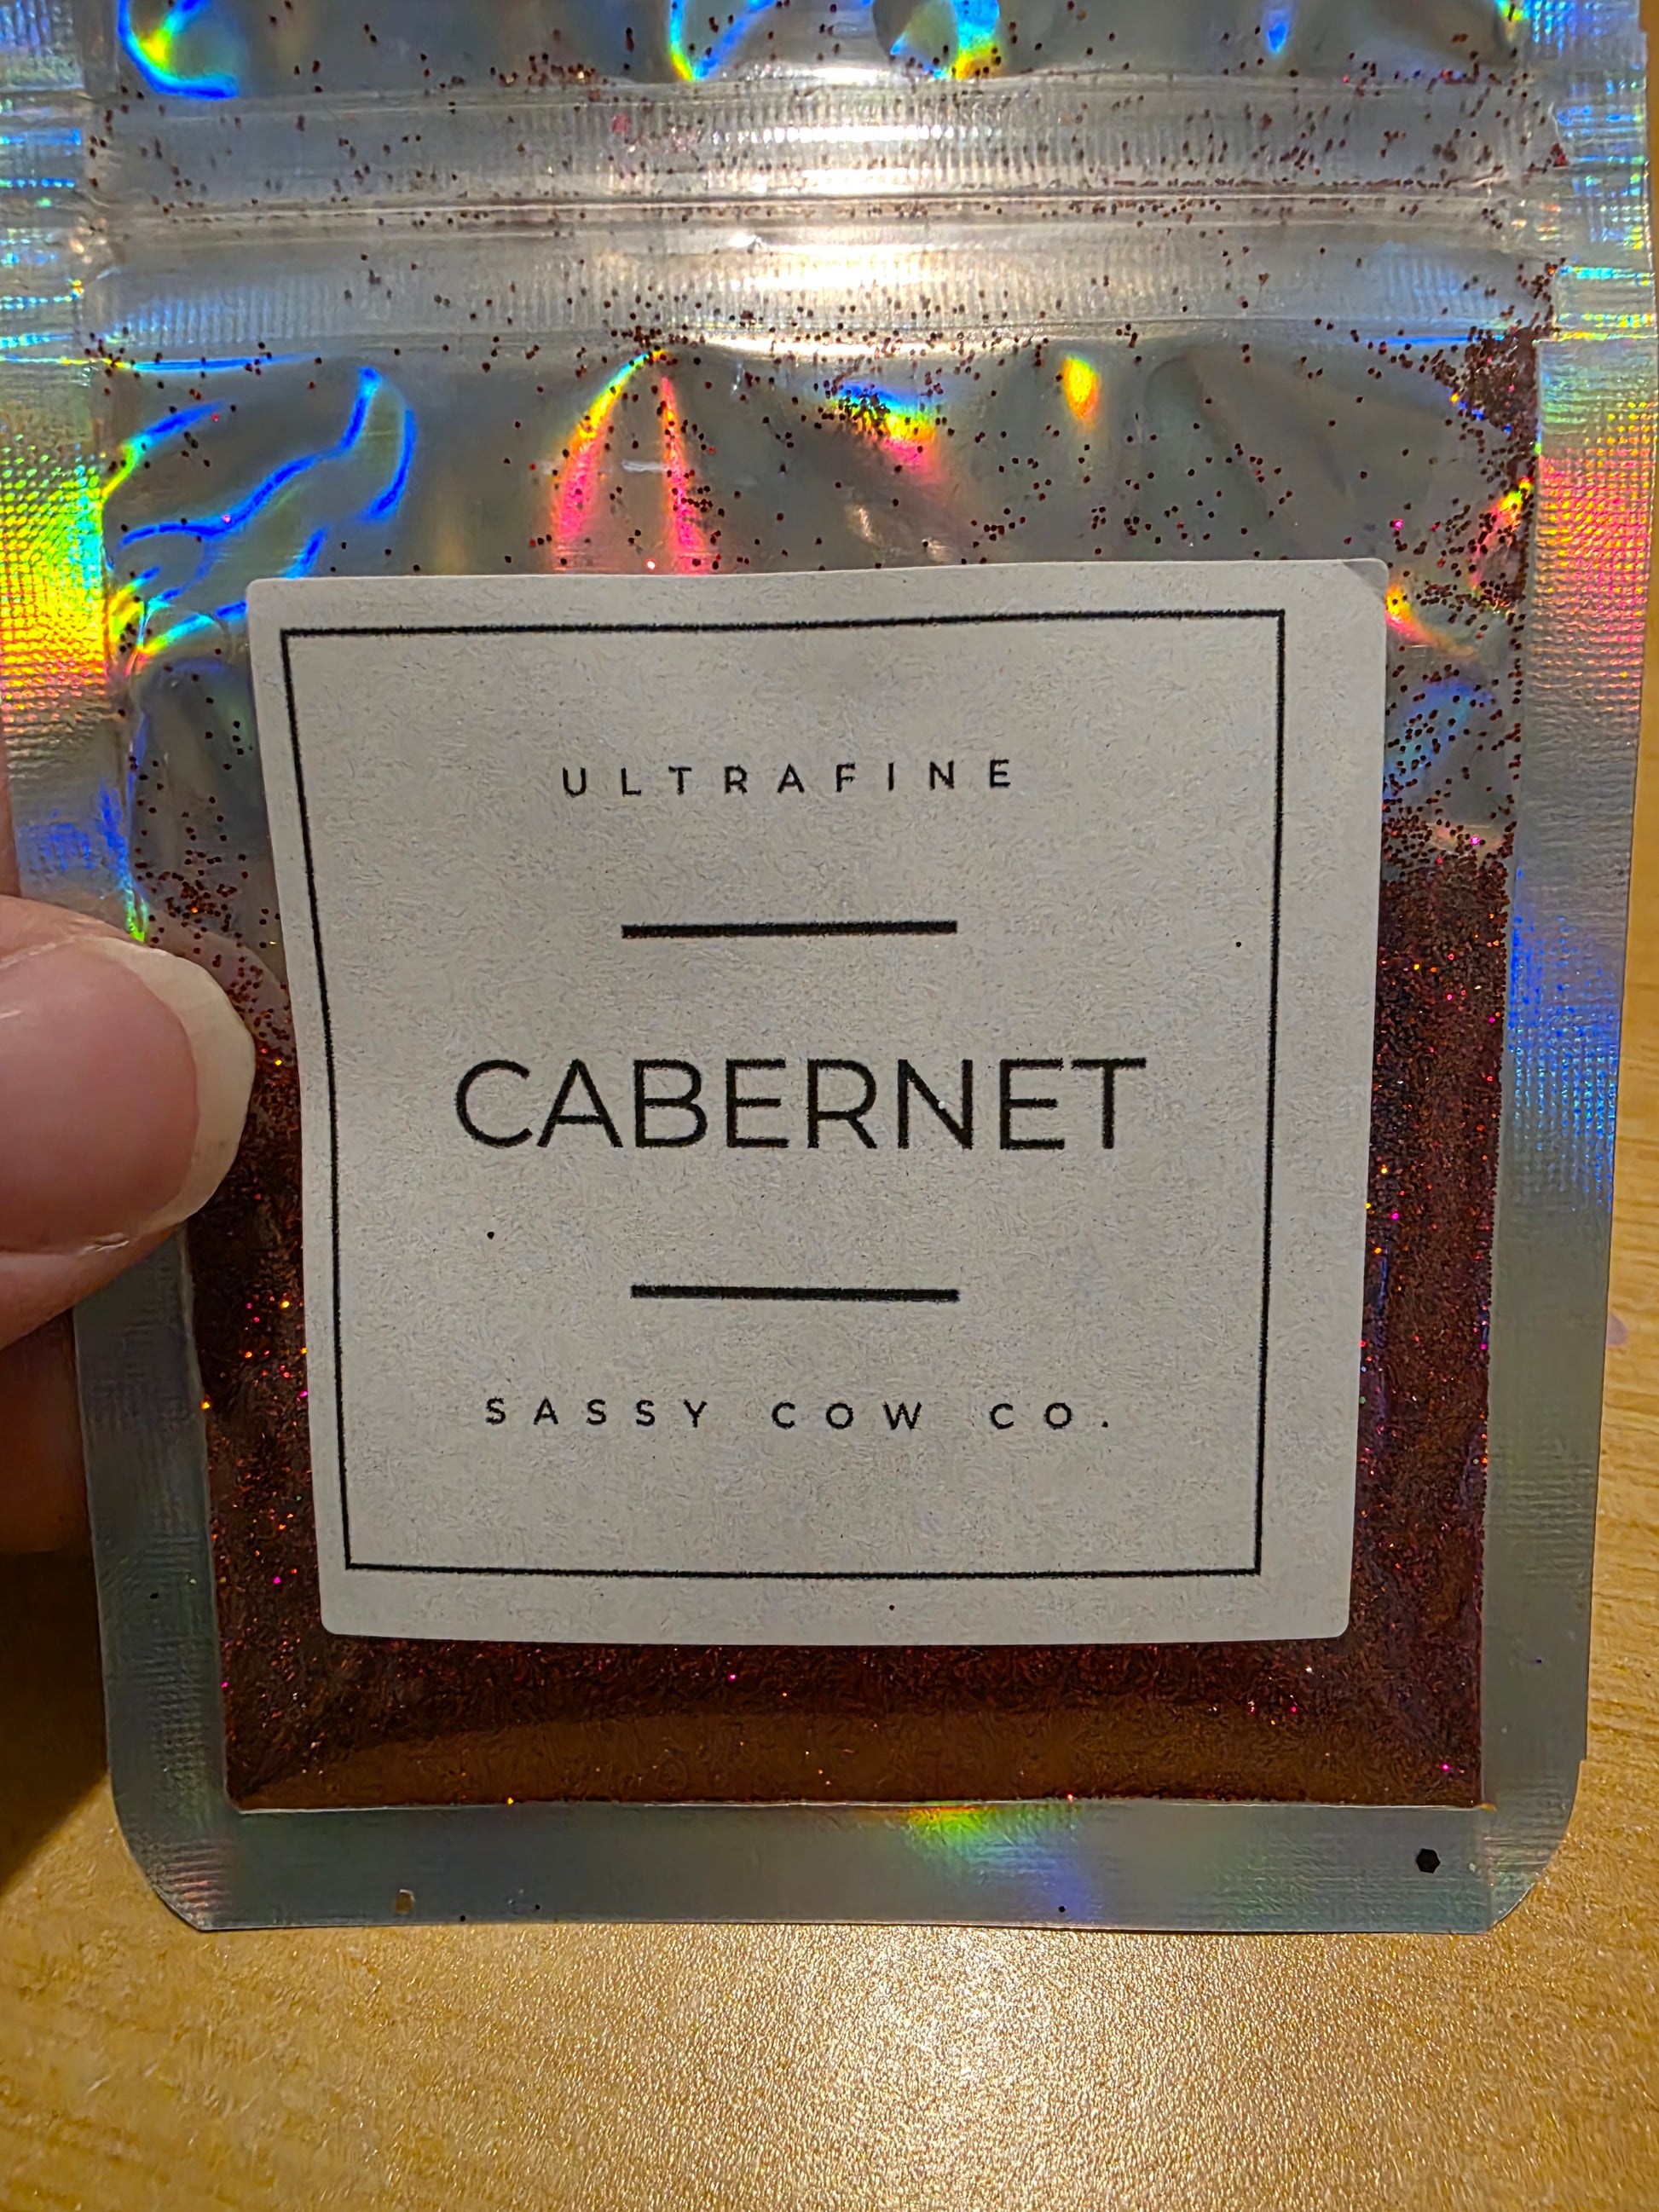 ULTRAFINE
CABERNET
SASSY COW CO.